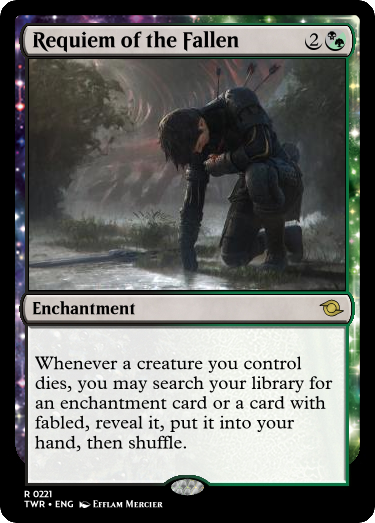 Requiem of the Fallen 2
Enchantment
Whenever a creature you control
dies, you may search your library for
an enchantment card or a card with
fabled, reveal it, put it into your
hand, then shuffle.
R 0221
TWR • ENG Efflam Mercier